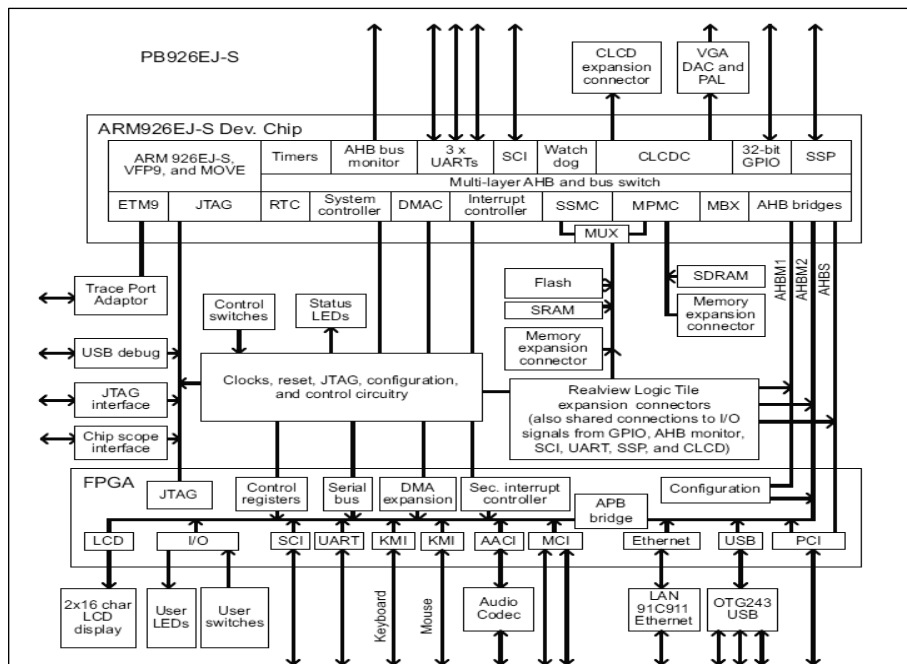 PB926EJ-S
CLCD
expansion
connector
VGA
DAC and
PAL
ARM926EJ-S Dev. Chip
ARM 926EJ-S,
VFP9, and MOVE
Timers
AHB bus
monitor
3 x
UARTs
SCI
Watch
dog
CLCDC
32-bit
GPIO
SSP
Multi-layer AHB and bus switch
ETM9
JTAG
RTC
System
controller
DMAC
Interrupt
controller
SSMC
MPMC
MBX
AHB bridges
MUX
AHBM1
AHBM2
AHBS
Trace Port
Adaptor
Control
switches
Status
LEDs
Flash
SRAM
Memory
expansion
connector
SDRAM
Memory
expansion
connector
USB debug
JTAG
interface
Chip scope
interface
Clocks, reset, JTAG, configuration,
and control circuitry
Realview Logic Tile
expansion connectors
(also shared connections to I/O
signals from GPIO, AHB monitor,
SCI, UART, SSP, and CLCD)
FPGA
JTAG
Control
registers
Serial
bus
DMA
expansion
Sec. interrupt
controller
Configuration
APB
bridge
LCD
I/O
SCI
UART
KMI
KMI
AACI
MCI
Ethernet
USB
PCI
2x16 char
LCD
display
User
LEDs
User
switches
Keyboard
Mouse
Audio
Codec
LAN
91C911
Ethernet
OTG243
USB